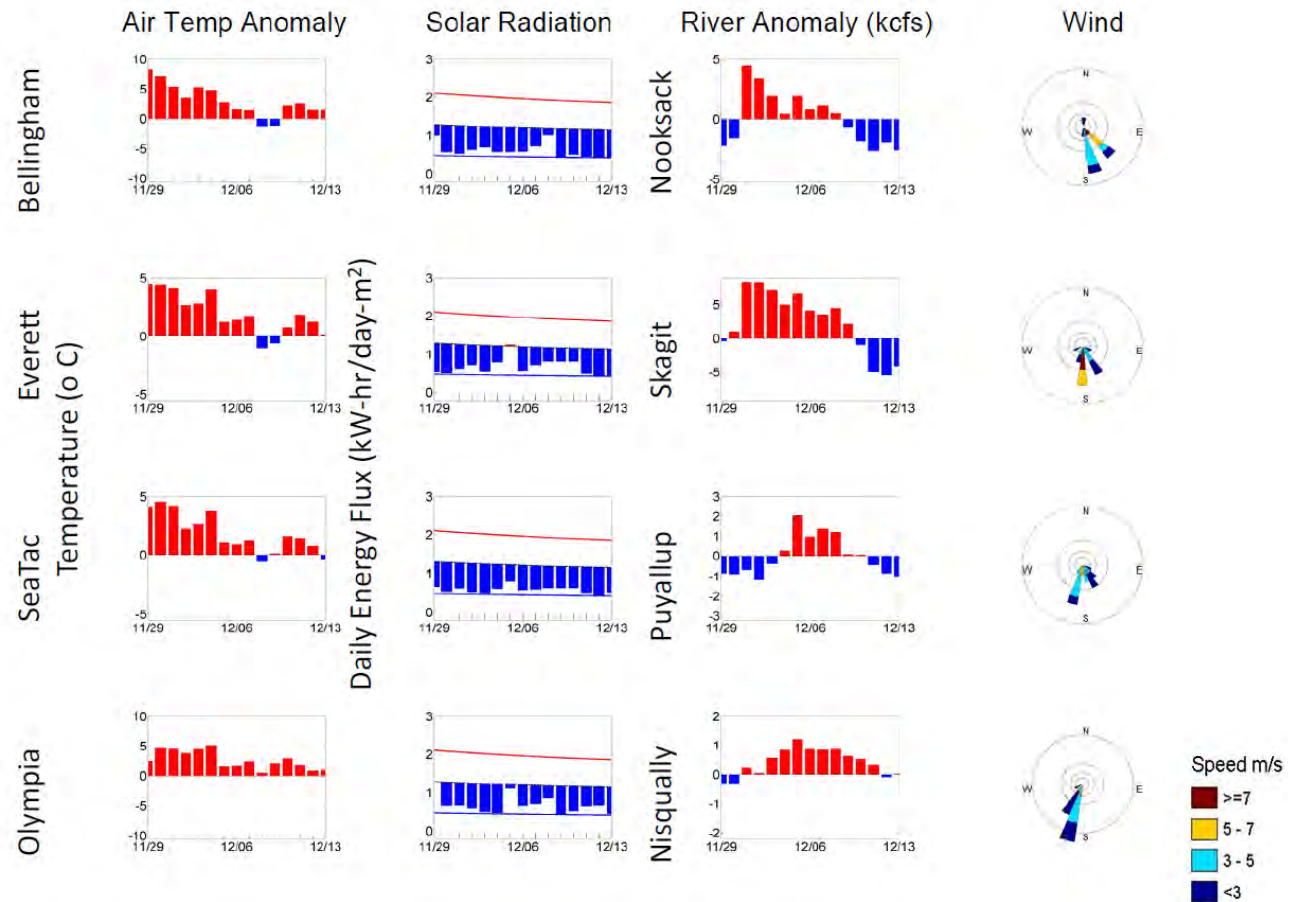 Air Temp Anomaly
Solar Radiation
River Anomaly (kcfs)
Wind
Temperature (o C)
Daily Energy Flux (kW-hr/day-m²)
Bellingham
10
5
0
-5
-10
11/29 12/06 12/13
3
2
1
0
11/29 12/06 12/13
Nooksack
5
0
-5
11/29 12/06 12/13
N
W E
S
Everett
5
0
-5
11/29 12/06 12/13
3
2
1
0
11/29 12/06 12/13
Skagit
5
0
-5
11/29 12/06 12/13
N
W E
S
SeaTac
5
0
-5
11/29 12/06 12/13
3
2
1
0
11/29 12/06 12/13
Puyallup
3
2
1
0
-1
-2
-3
11/29 12/06 12/13
N
W E
S
Olympia
10
5
0
-5
-10
11/29 12/06 12/13
3
2
1
0
11/29 12/06 12/13
Nisqually
2
1
0
-1
-2
11/29 12/06 12/13
N
W E
S
Speed m/s
>=7
5 - 7
3 - 5
<3